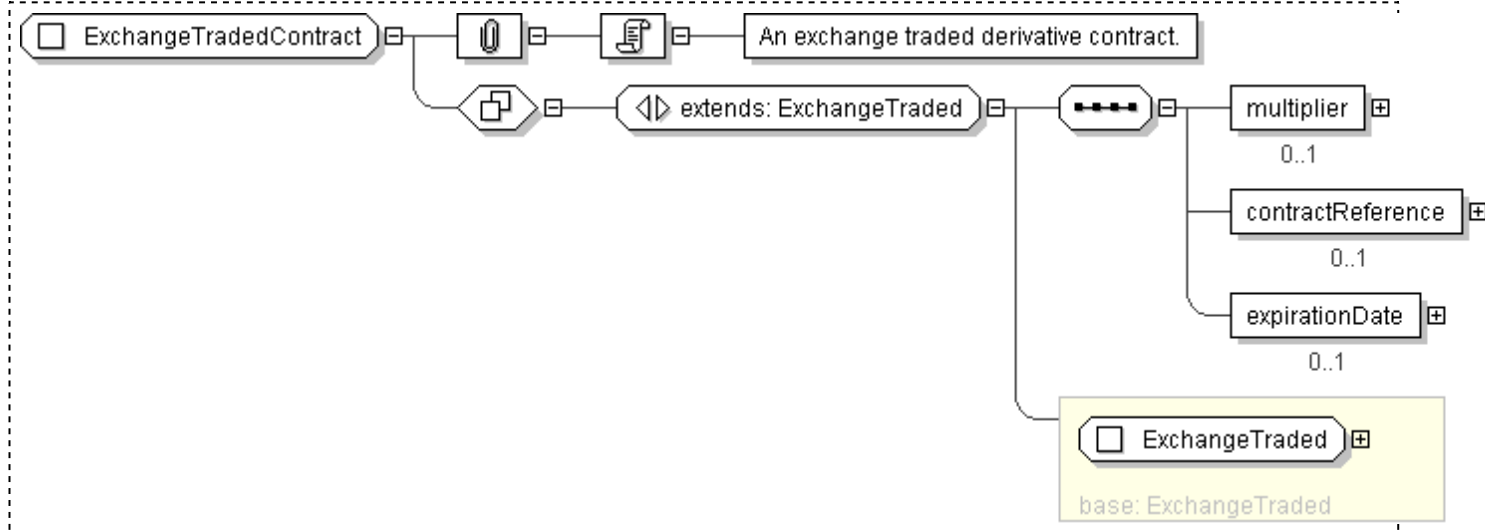 ExchangeTradedContract
An exchange traded derivative contract.
extends: ExchangeTraded
multiplier
0..1
contractReference
0..1
expirationDate
0..1
ExchangeTraded
base: ExchangeTraded